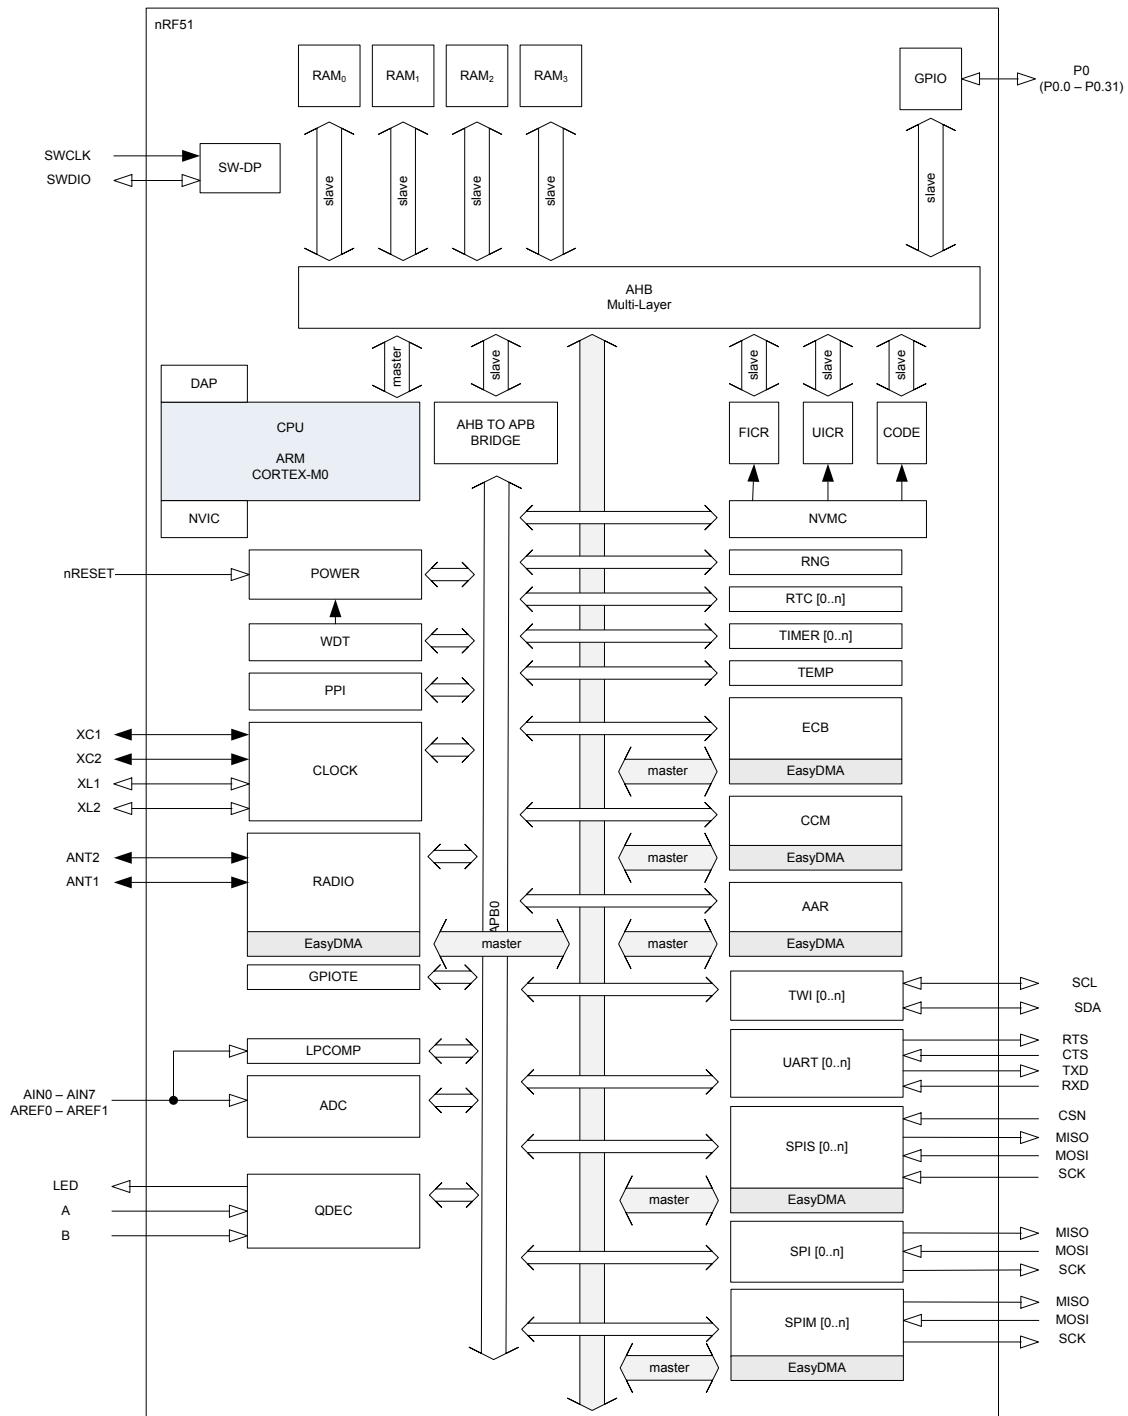 nRF51
RAM0 RAM1 RAM2 RAM3 GPIO
P0
(P0.0 – P0.31)
SWCLK
SWDIO
SW-DP
slave slave slave slave slave
AHB
Multi-Layer
master slave slave slave slave
DAP
CPU
ARM
CORTEX-M0
NVIC
AHB TO APB
BRIDGE
FICR UICR CODE
NVMC
nRESET
POWER
RNG
RTC [0..n]
WDT
TIMER [0..n]
PPI
TEMP
XC1
XC2
XL1
XL2
CLOCK
ECB
master
EasyDMA
CCM
master
EasyDMA
ANT2
ANT1
RADIO
EasyDMA
APB0
master
AAR
master
EasyDMA
GPIOTE
TWI [0..n]
SCL
SDA
LPCOMP
UART [0..n]
RTS
CTS
TXD
RXD
AIN0 – AIN7
AREF0 – AREF1
ADC
SPIS [0..n]
CSN
MISO
MOSI
SCK
master
EasyDMA
LED
A
B
QDEC
SPI [0..n]
MISO
MOSI
SCK
SPIM [0..n]
MISO
MOSI
SCK
master
EasyDMA